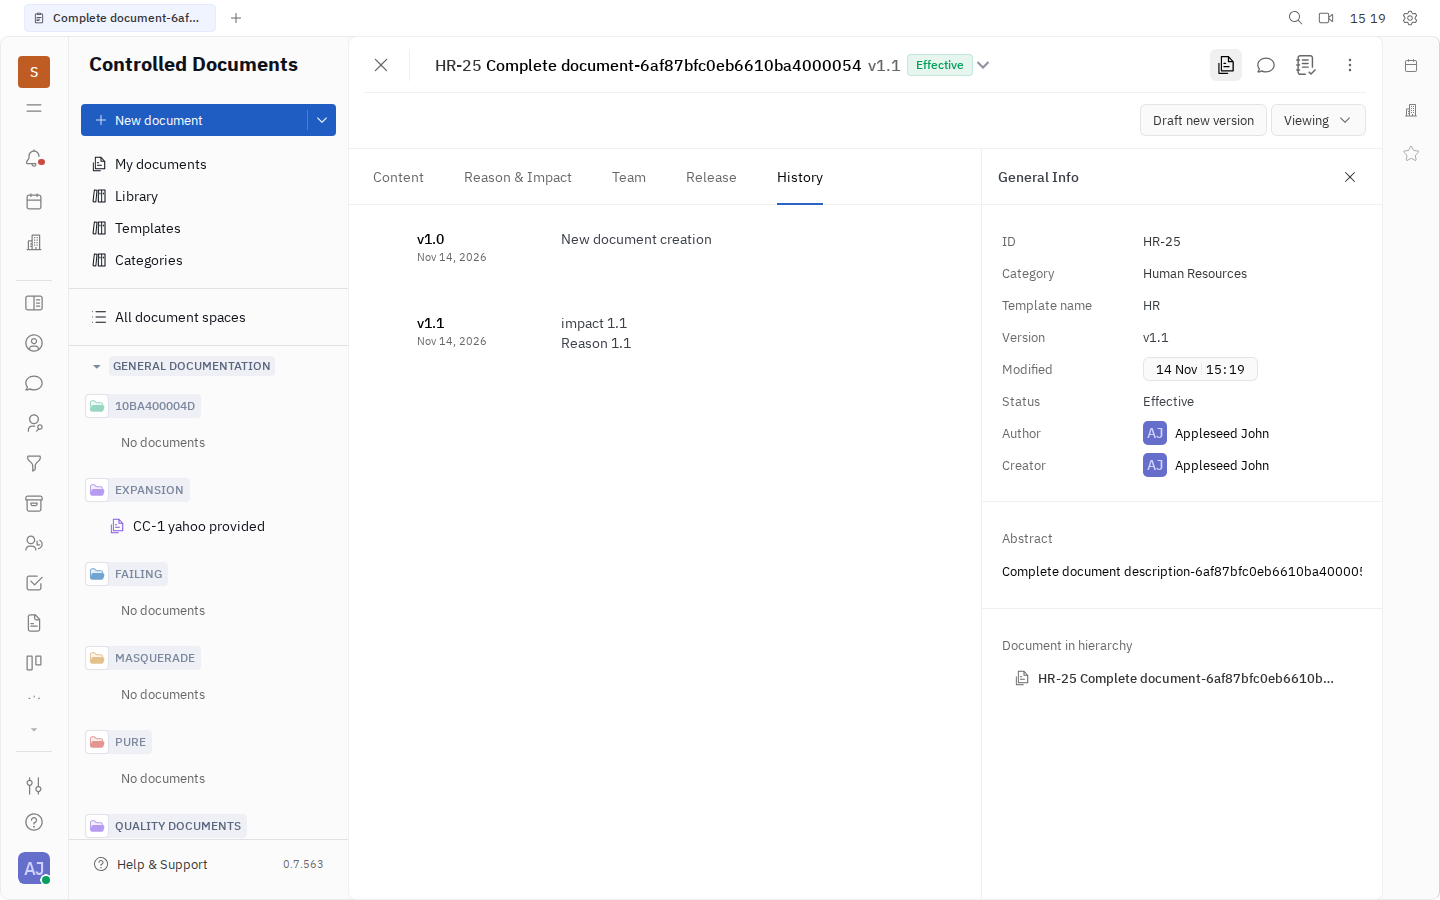 Complete document-6af...
15 19
S
Controlled Documents
New document
My documents
Library
Templates
Categories
All document spaces
GENERAL DOCUMENTATION
10BA400004D
No documents
EXPANSION
CC-1 yahoo provided
FAILING
No documents
MASQUERADE
No documents
PURE
No documents
QUALITY DOCUMENTS
Help & Support
0.7.563
AJ
HR-25 Complete document-6af87bfc0eb6610ba4000054 v1.1 Effective
Draft new version
Viewing
Content
Reason & Impact
Team
Release
History
v1.0
New document creation
Nov 14, 2026
v1.1
impact 1.1
Nov 14, 2026
Reason 1.1
General Info
ID HR-25
Category Human Resources
Template name HR
Version v1.1
Modified 14 Nov 15:19
Status Effective
Author AJ Appleseed John
Creator AJ Appleseed John
Abstract
Complete document description-6af87bfc0eb6610ba400005
Document in hierarchy
HR-25 Complete document-6af87bfc0eb6610b...